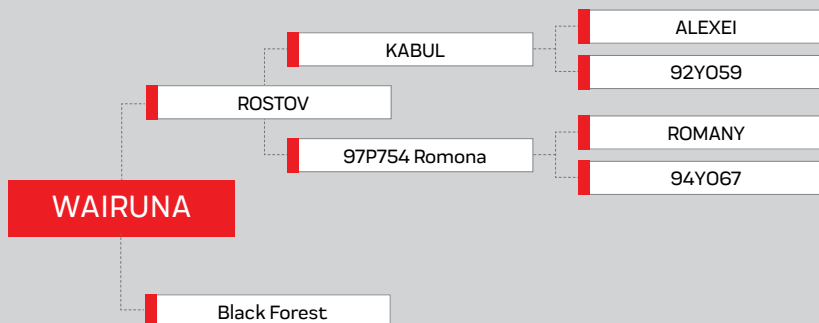 ALEXEI
KABUL
92Y059
ROSTOV
ROMANY
97P754 Romona
94Y067
WAIRUNA
Black Forest